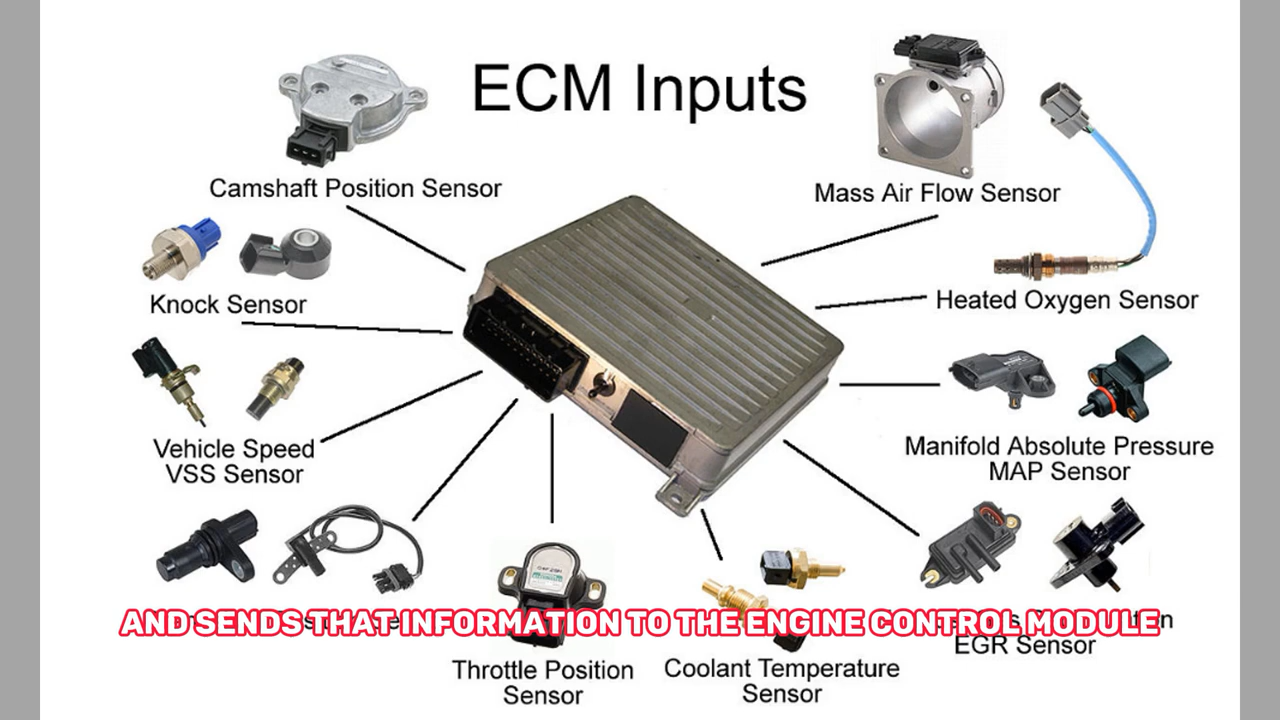 ECM Inputs
Camshaft Position Sensor
Mass Air Flow Sensor
Knock Sensor
Heated Oxygen Sensor
Vehicle Speed
VSS Sensor
Manifold Absolute Pressure
MAP Sensor
AND SENDS THAT INFORMATION TO THE ENGINE CONTROL MODULE
EGR Sensor
Throttle Position
Sensor
Coolant Temperature
Sensor